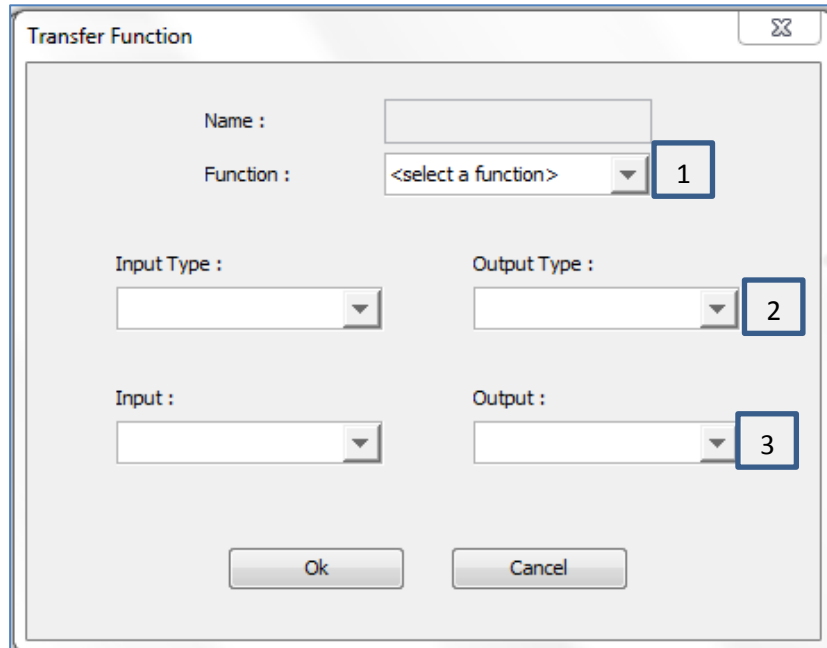 Transfer Function
Name :
Function : <select a function> 1
Input Type : Output Type :
2
Input : Output :
3
Ok Cancel